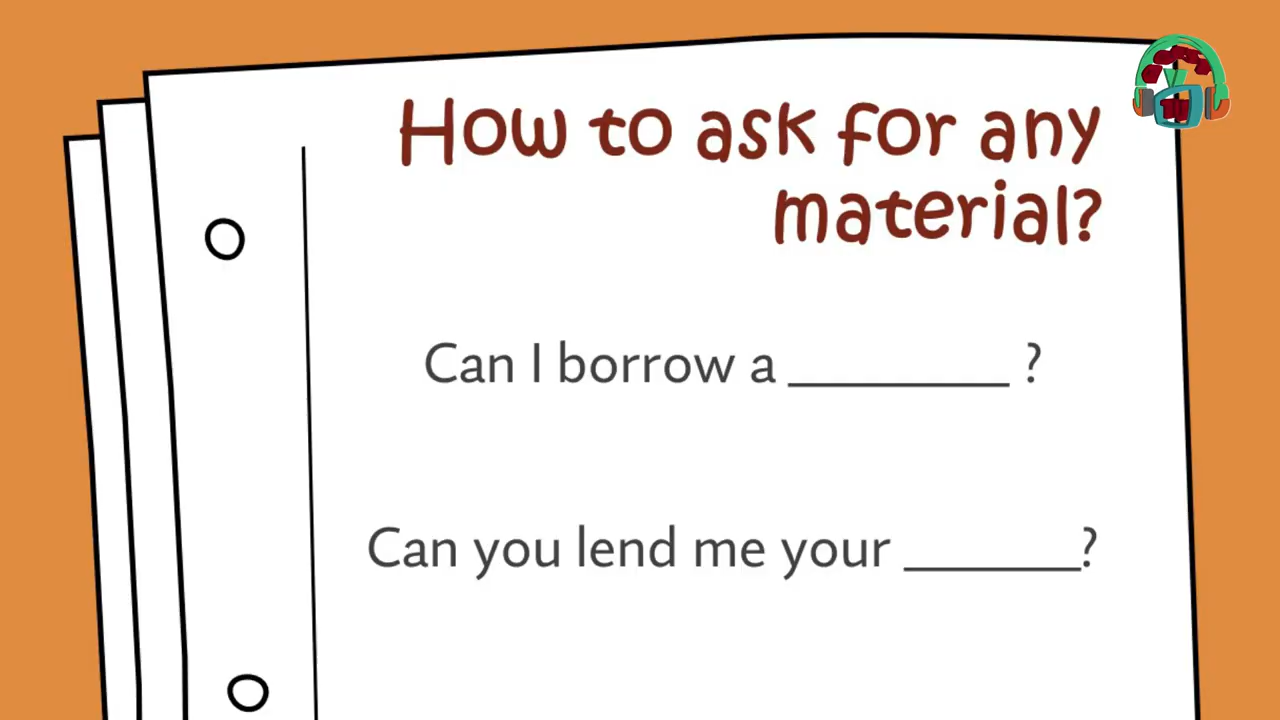 How to ask for any
material?
Can I borrow a ________ ?
Can you lend me your _______?